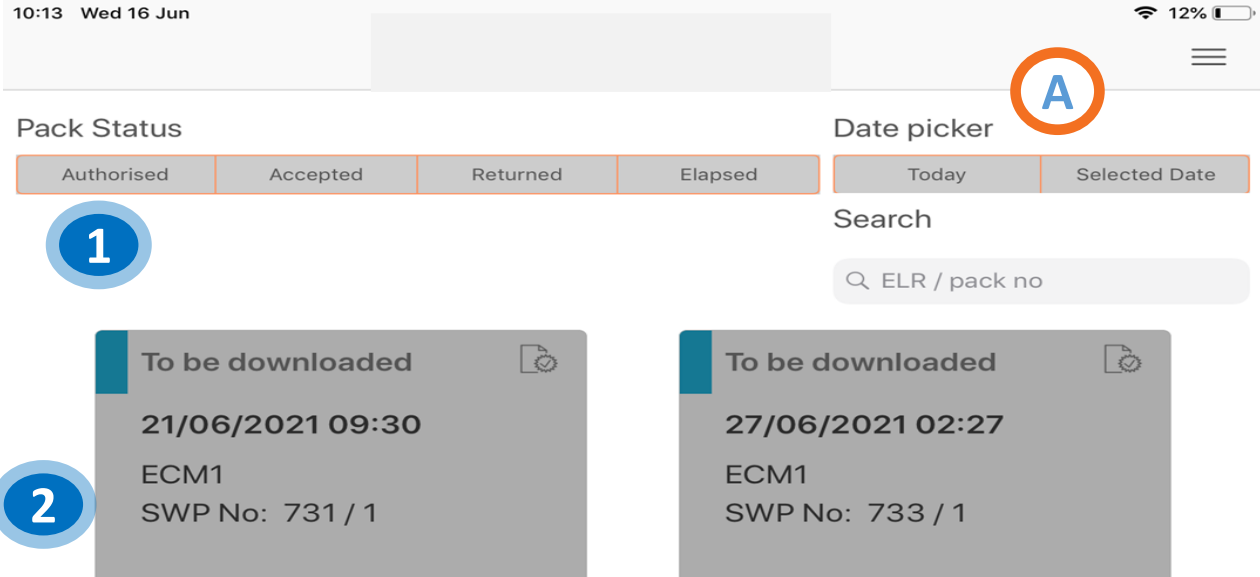 10:13 Wed 16 Jun
12%
A
Pack Status
Date picker
Authorised Accepted Returned Elapsed
Today Selected Date
1
Search
ELR / pack no
To be downloaded
21/06/2021 09:30
ECM1
SWP No: 731 / 1
2
To be downloaded
27/06/2021 02:27
ECM1
SWP No: 733 / 1